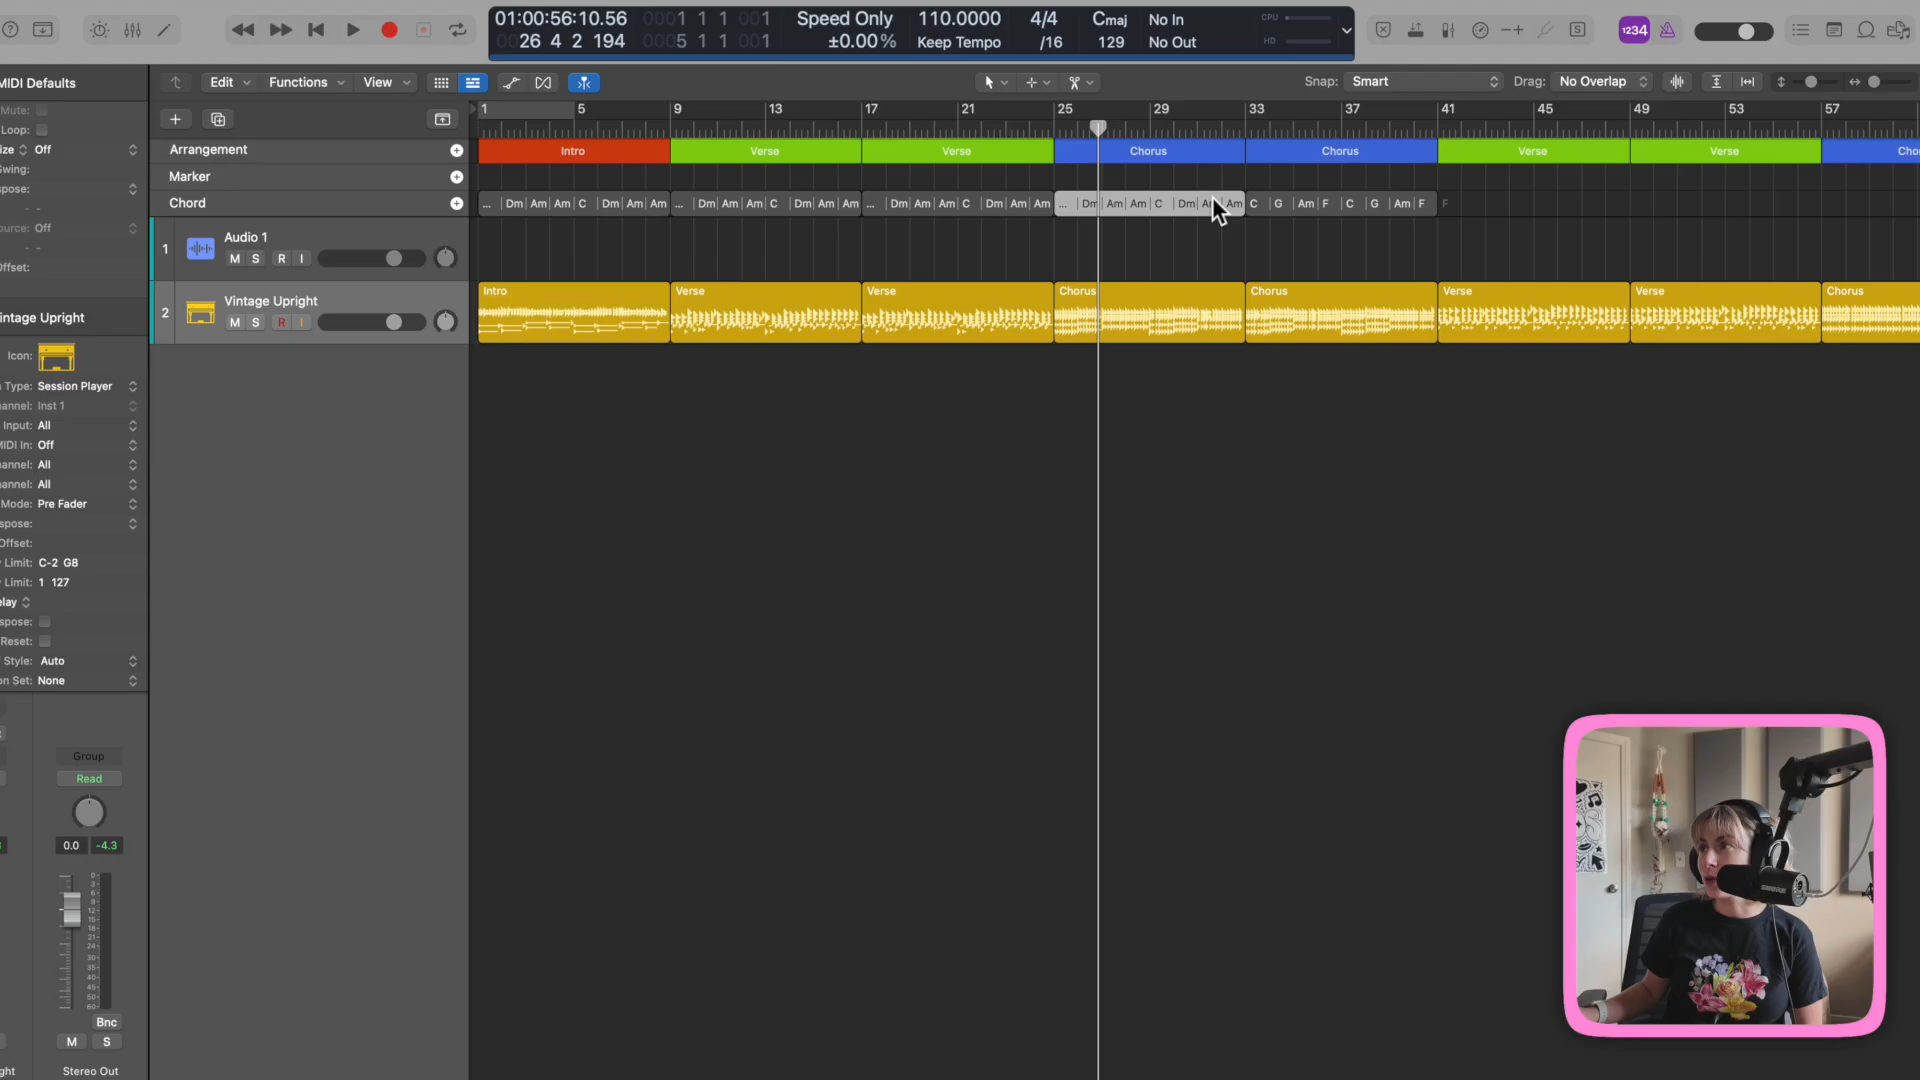 01:00:56:10.56 0001 1 1 001 Speed Only 110.0000 4/4 Cmaj No In CPU
0026 4 2 194 0005 1 1 001 ±0.00% Keep Tempo /16 129 No Out HD
1234
MIDI Defaults
Edit Functions View Snap: Smart Drag: No Overlap
Mute:
Loop:
ize Off
Swing:
spose:
ource: Off
Offset:
1 5 9 13 17 21 25 29 33 37 41 45 49 53 57
Arrangement
Intro Verse Verse Chorus Chorus Verse Verse Cho
Marker
Chord
... Dm Am Am C Dm Am Am ... Dm Am Am C Dm Am Am ... Dm Am Am C Dm Am Am ... Dm Am Am C Dm Am Am C G Am F C G Am F F
1 Audio 1
M S R I
2 Vintage Upright
M S R I
Intro Verse Verse Chorus Chorus Verse Verse Chorus
intage Upright
Icon:
Type: Session Player
annel: Inst 1
Input: All
MIDI In: Off
annel: All
annel: All
Mode: Pre Fader
spose:
Offset:
Limit: C-2 G8
Limit: 1 127
elay
spose:
Reset:
Style: Auto
on Set: None
Group
Read
0.0 -4.3
Bnc
M S
ght Stereo Out
SHURE